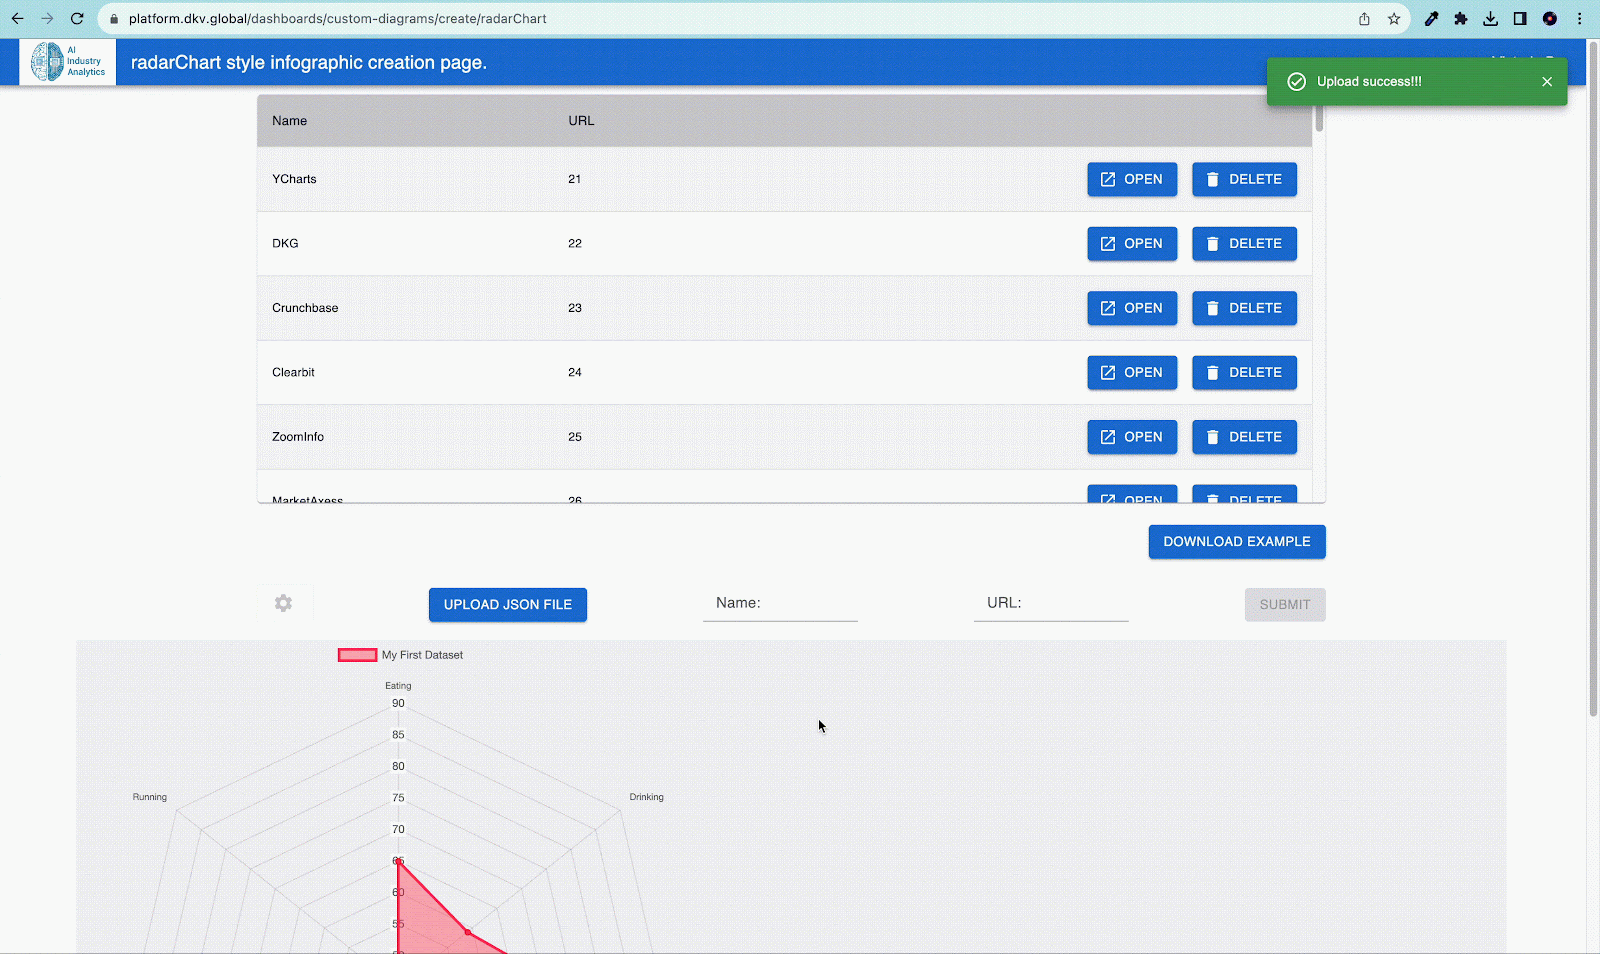 platform.dkv.global/dashboards/custom-diagrams/create/radarChart
AI
Industry
Analytics
radarChart style infographic creation page.
Upload success!!!
Name URL
YCharts 21 OPEN DELETE
DKG 22 OPEN DELETE
Crunchbase 23 OPEN DELETE
Clearbit 24 OPEN DELETE
ZoomInfo 25 OPEN DELETE
MarketAxess 26 OPEN DELETE
DOWNLOAD EXAMPLE
UPLOAD JSON FILE Name: URL: SUBMIT
My First Dataset
Eating
90
85
80
75
Running Drinking
70
65
60
55